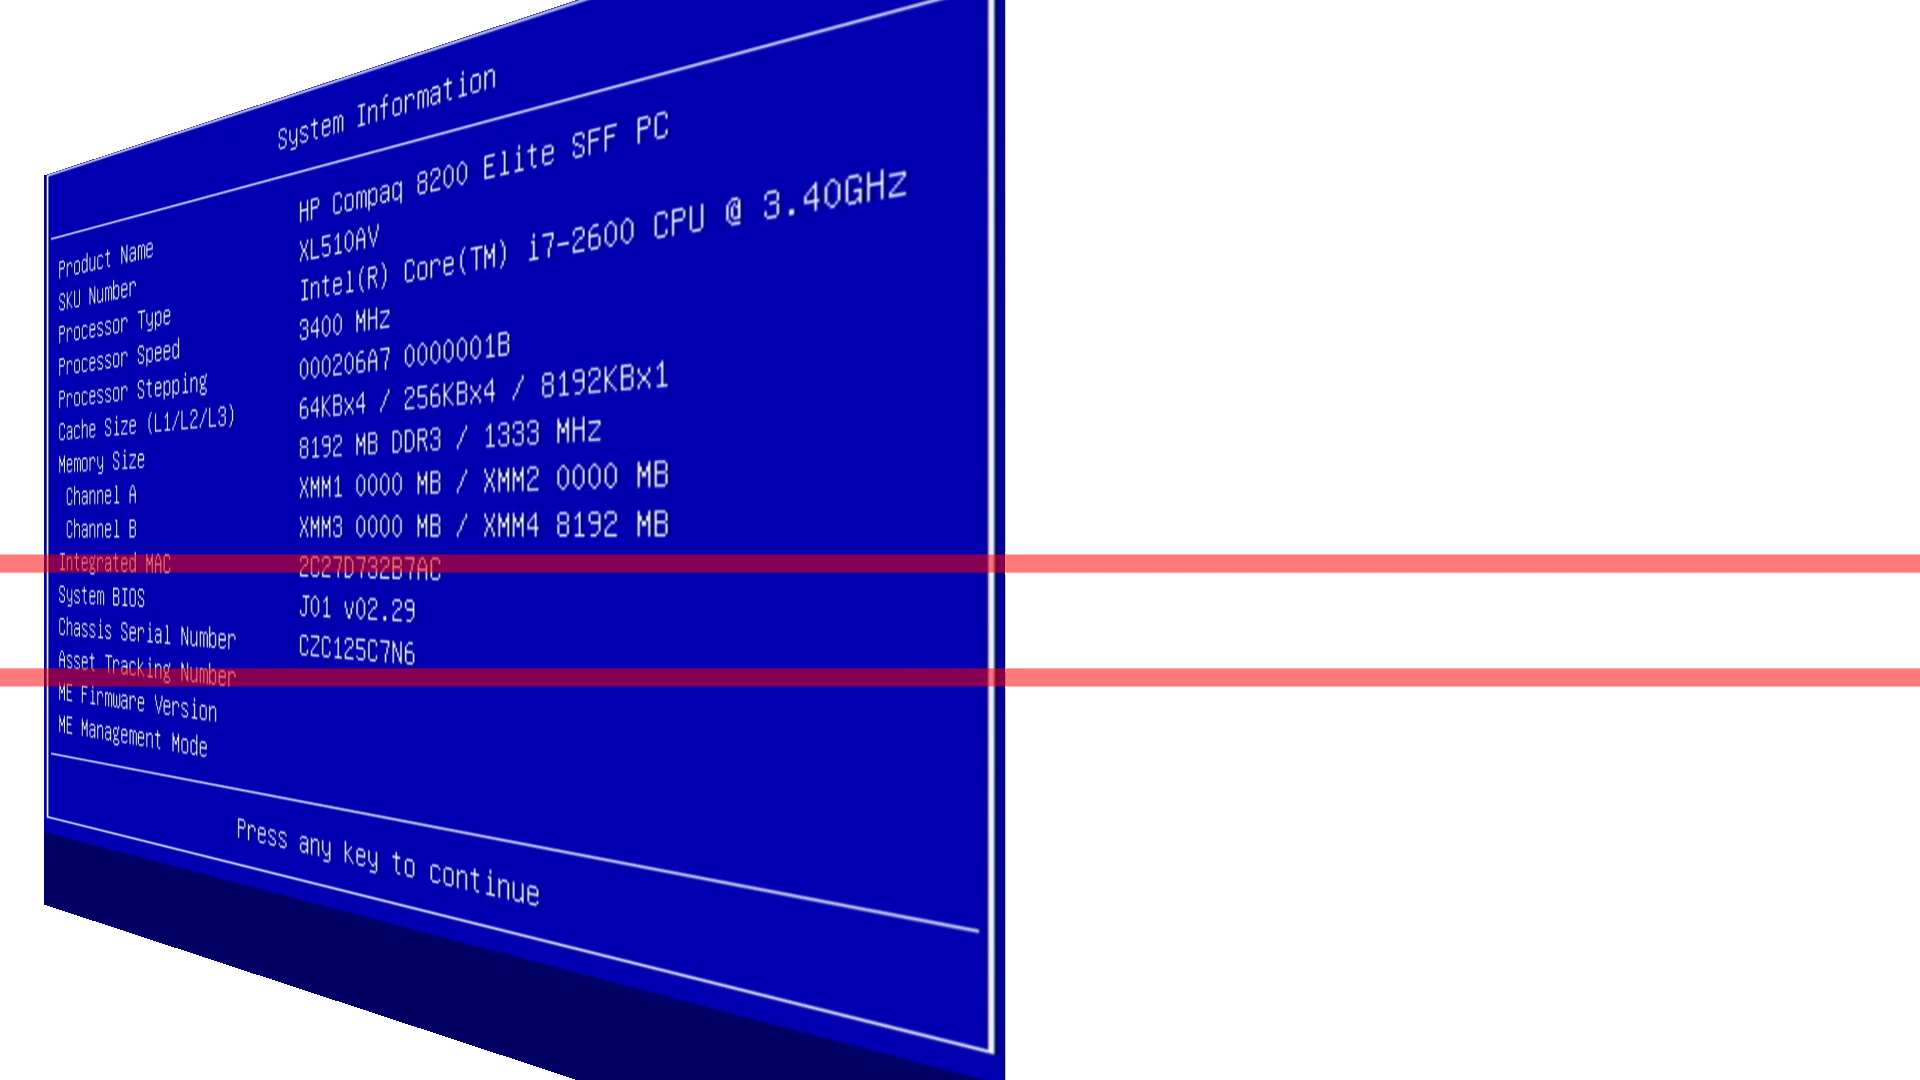 System Information
Product Name HP Compaq 8200 Elite SFF PC
SKU Number XL510AV
Processor Type Intel(R) Core(TM) i7-2600 CPU @ 3.40GHz
Processor Speed 3400 MHz
Processor Stepping 000206A7 0000001B
Cache Size (L1/L2/L3) 64KBx4 / 256KBx4 / 8192KBx1
Memory Size 8192 MB DDR3 / 1333 MHz
Channel A XMM1 0000 MB / XMM2 0000 MB
Channel B XMM3 0000 MB / XMM4 8192 MB
Integrated MAC 2C27D732B7AC
System BIOS J01 v02.29
Chassis Serial Number CZC125C7N6
Asset Tracking Number
ME Firmware Version
ME Management Mode
Press any key to continue